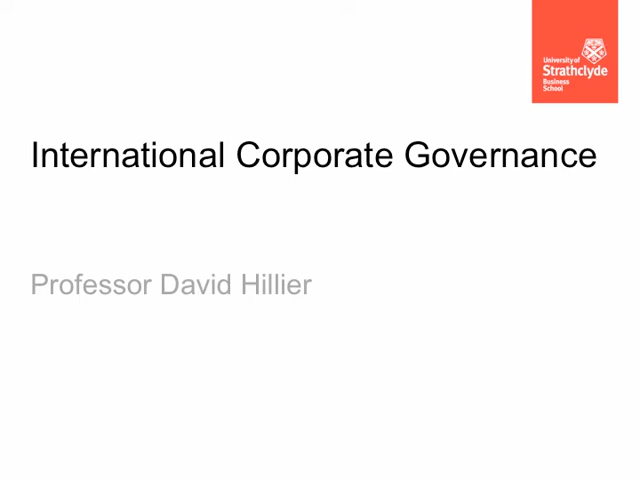 University of
Strathclyde
Business
School
International Corporate Governance
Professor David Hillier